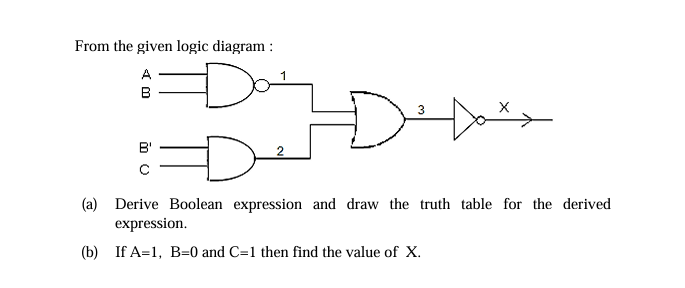 From the given logic diagram :
A
B
1
B'
C
2
3
X
(a) Derive Boolean expression and draw the truth table for the derived
expression.
(b) If A=1, B=0 and C=1 then find the value of X.